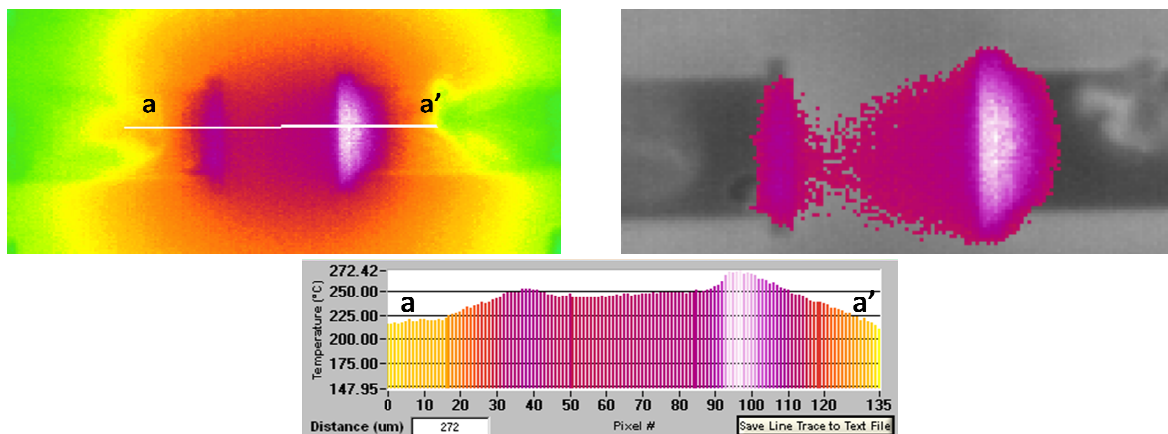 a a’
272.42
250.00
225.00
200.00
175.00
147.95
Temperature (°C)
a a’
0 10 20 30 40 50 60 70 80 90 100 110 120 135
Distance (um) 272 Pixel # Save Line Trace to Text File